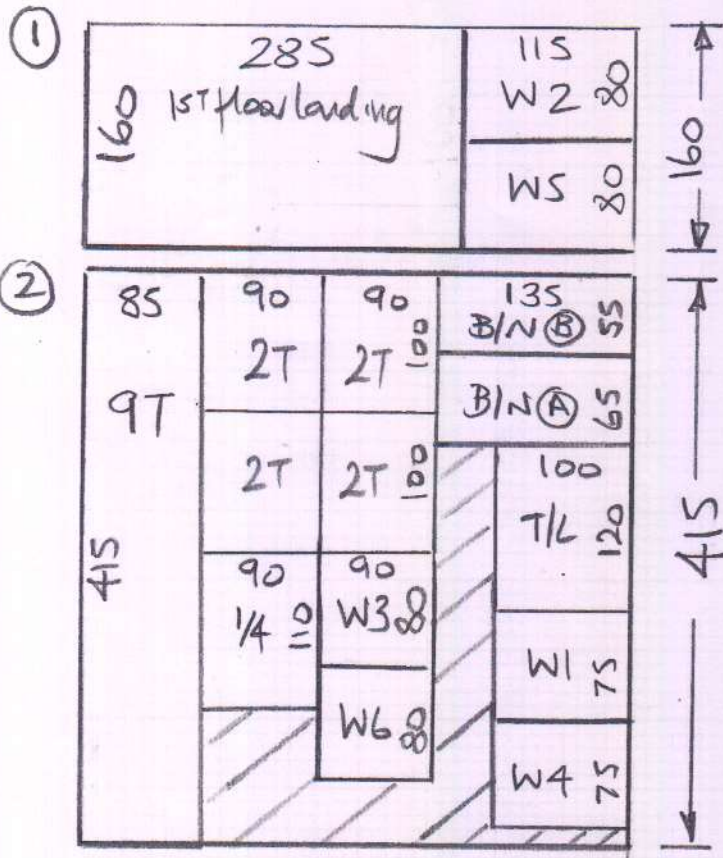 ①
285
160
1ST floor landing
115
W2 80
W5 80
160
②
85
9T
415
90
2T
90
2T 100
2T
2T 100
90
1/4 110
90
W3 80
W6 80
135
B/N Ⓑ 55
B/N Ⓐ 65
100
T/L 120
W1 75
W4 75
415